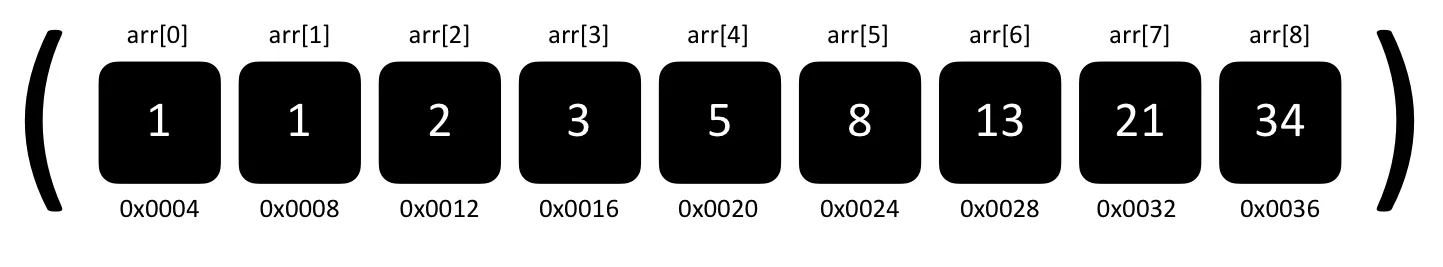 arr[0] arr[1] arr[2] arr[3] arr[4] arr[5] arr[6] arr[7] arr[8]
( 1 1 2 3 5 8 13 21 34 )
0x0004 0x0008 0x0012 0x0016 0x0020 0x0024 0x0028 0x0032 0x0036